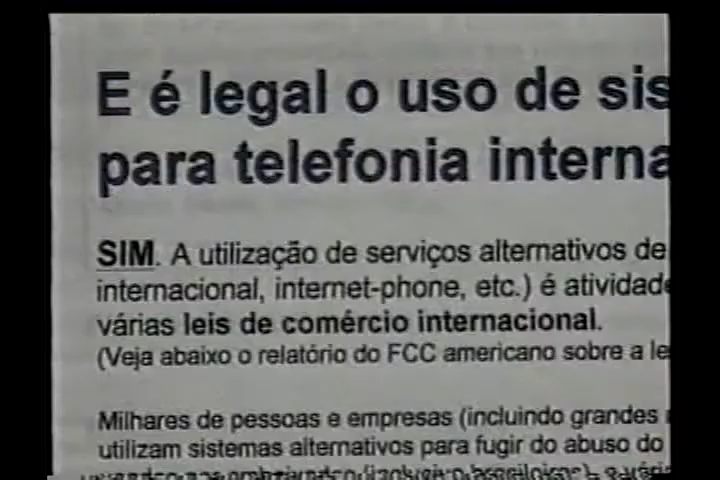 E é legal o uso de sis
para telefonia interna
SIM. A utilização de serviços alternativos de
internacional, internet-phone, etc.) é atividade
várias leis de comércio internacional.
(Veja abaixo o relatório do FCC americano sobre a le
Milhares de pessoas e empresas (incluindo grandes
utilizam sistemas alternativos para fugir do abuso do